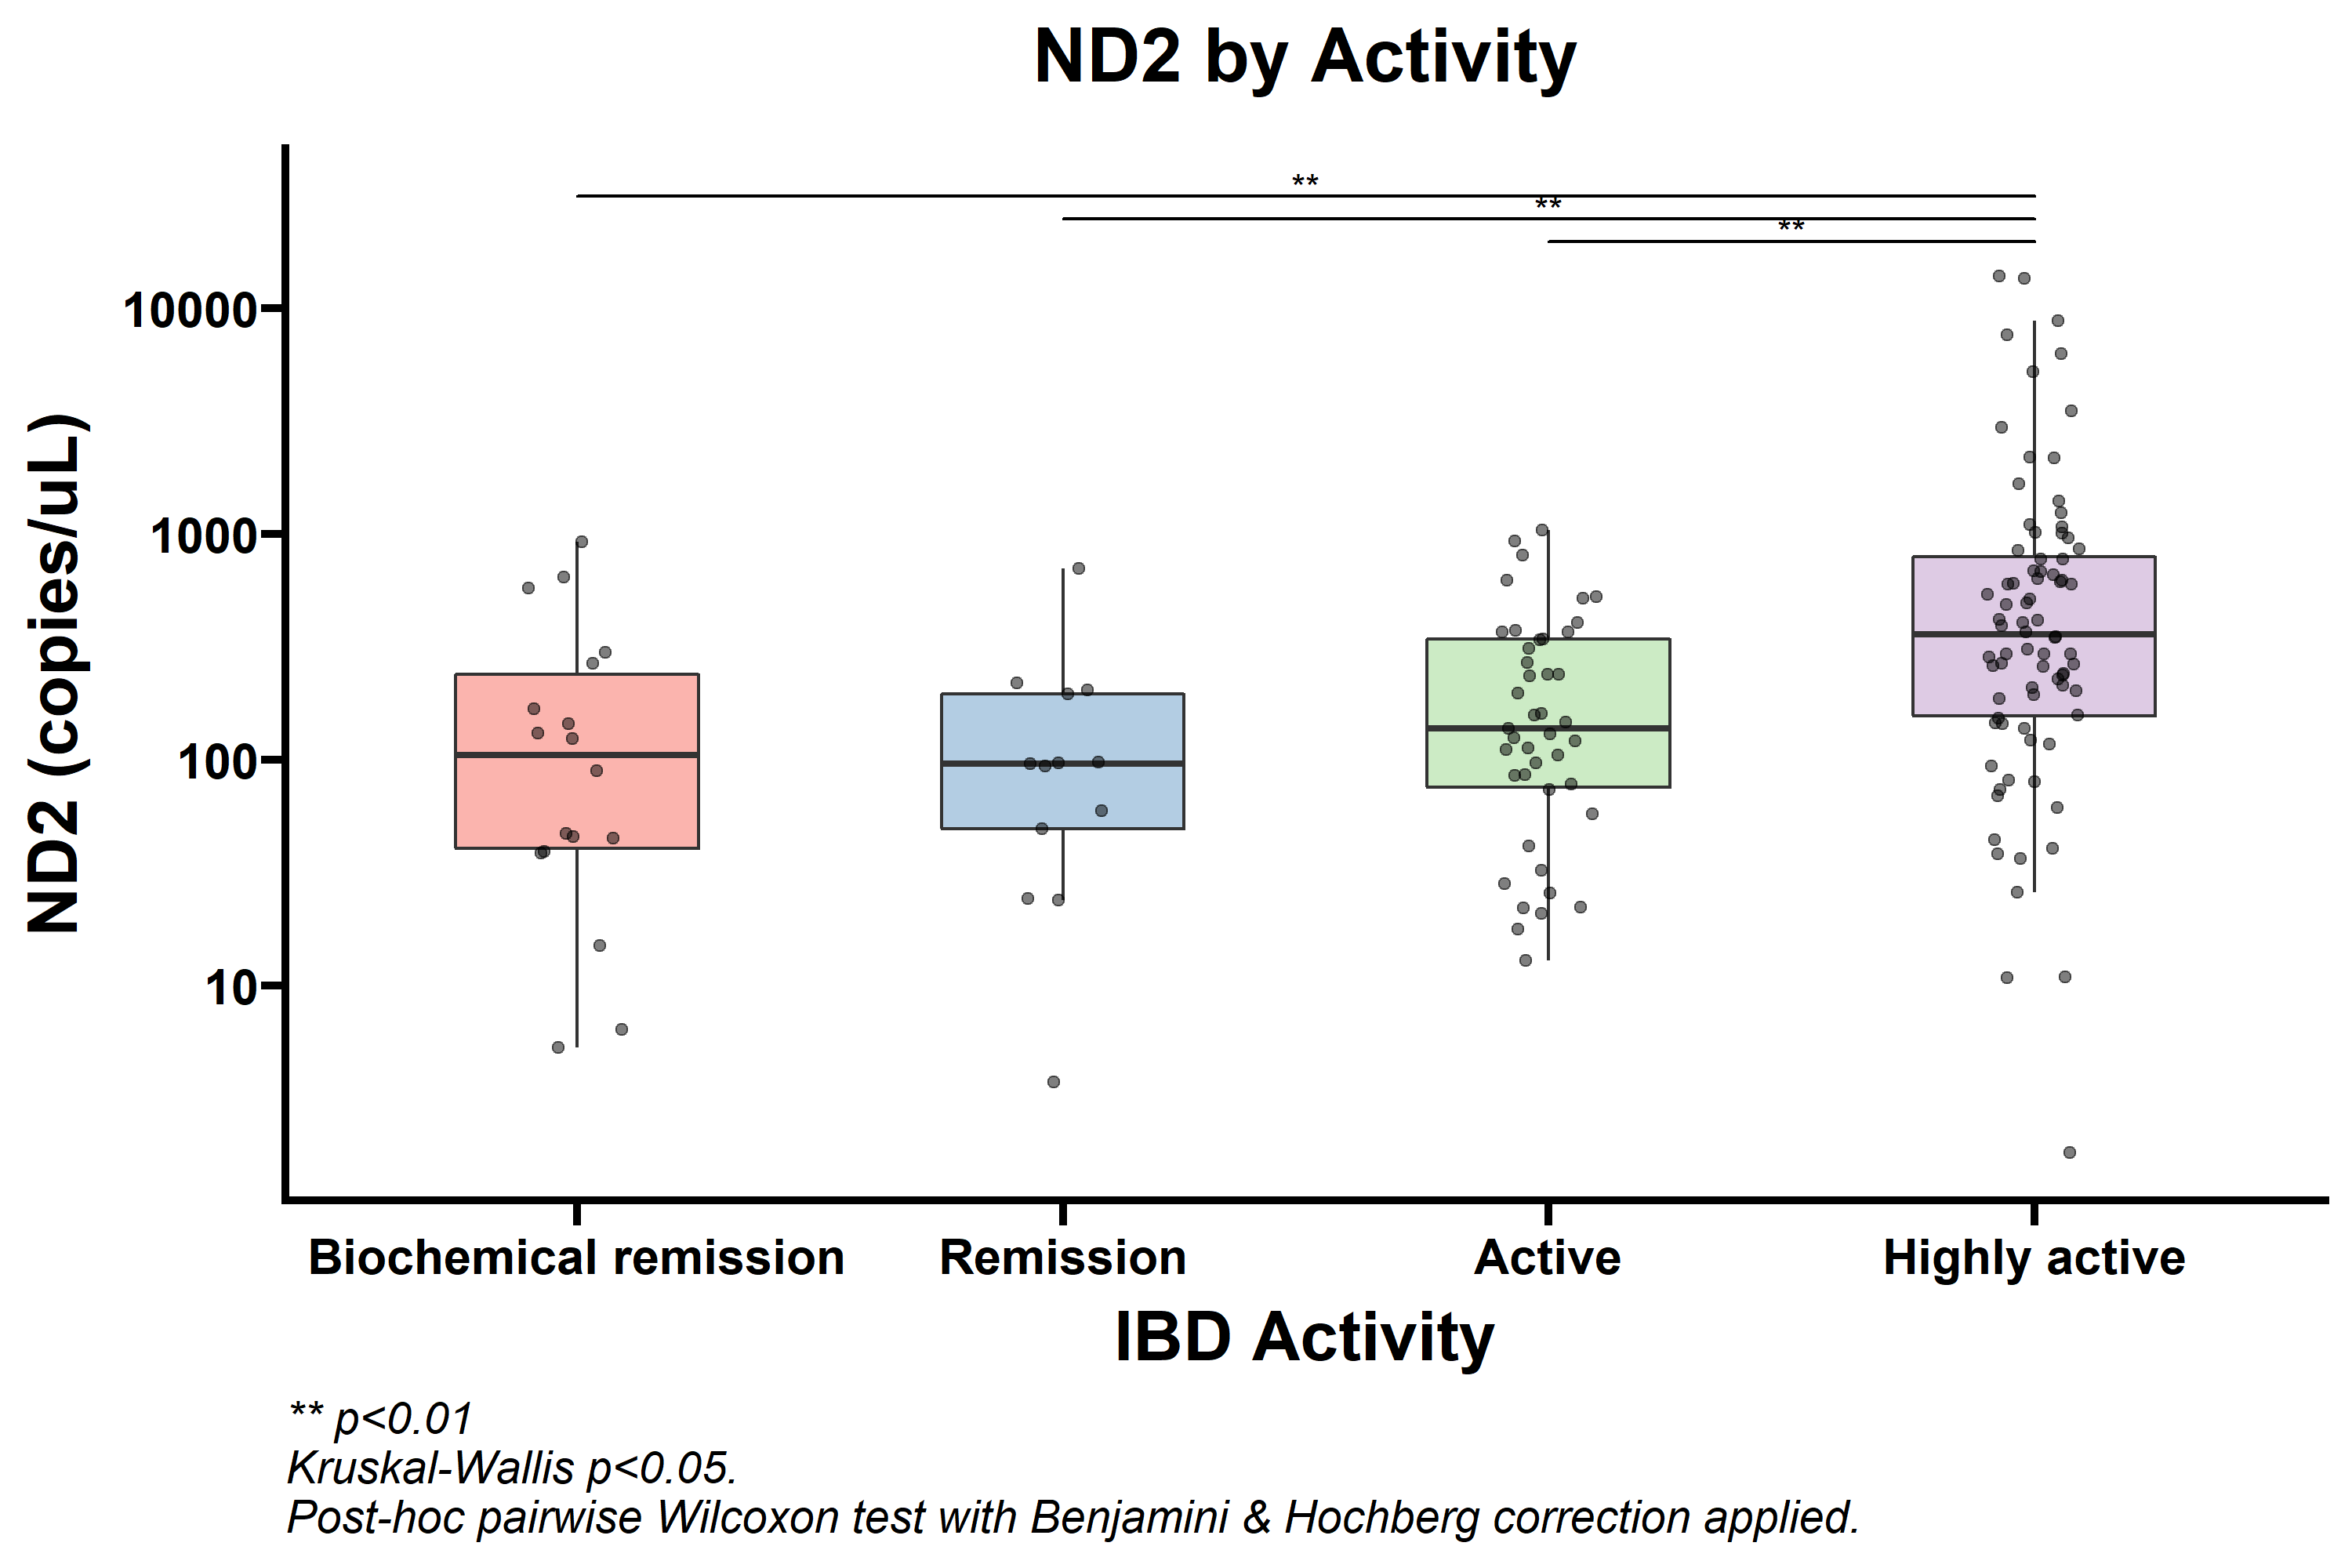 ND2 by Activity
**
**
**
ND2 (copies/uL)
10000
1000
100
10
Biochemical remission Remission Active Highly active
IBD Activity
** p<0.01
Kruskal-Wallis p<0.05.
Post-hoc pairwise Wilcoxon test with Benjamini & Hochberg correction applied.